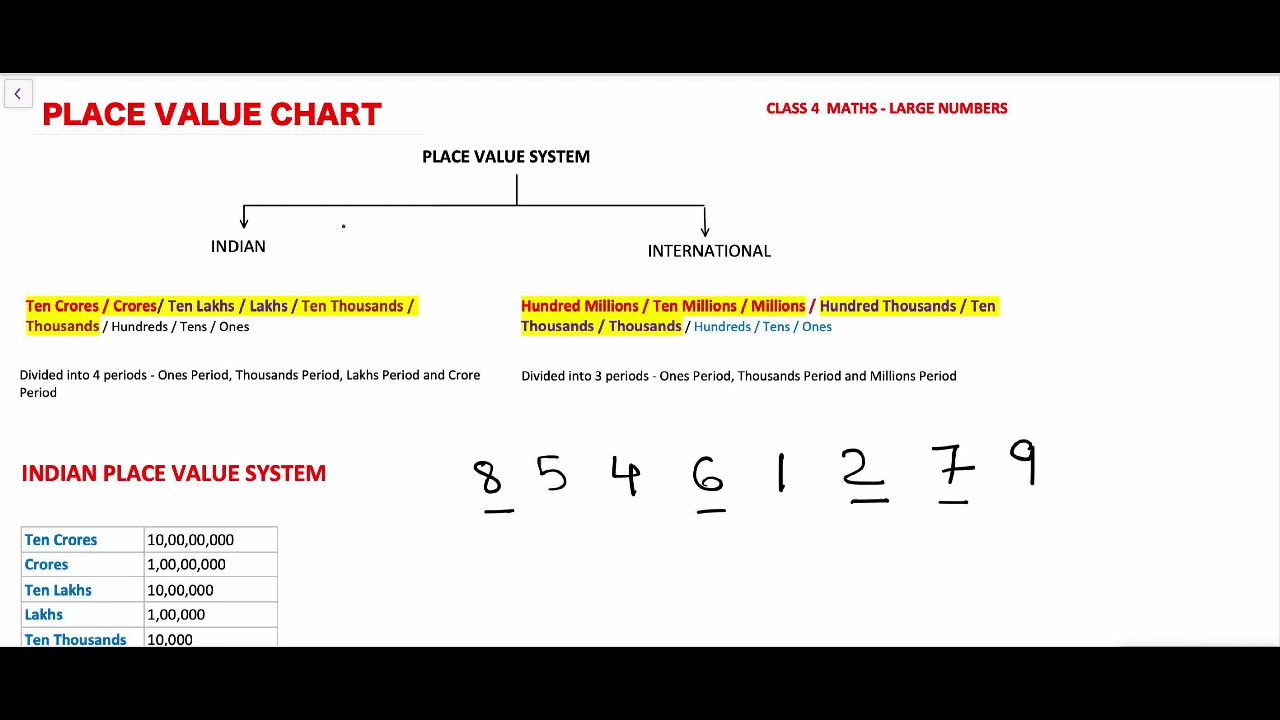 PLACE VALUE CHART
CLASS 4 MATHS - LARGE NUMBERS
PLACE VALUE SYSTEM
INDIAN
INTERNATIONAL
Ten Crores / Crores/ Ten Lakhs / Lakhs / Ten Thousands /
Thousands / Hundreds / Tens / Ones
Hundred Millions / Ten Millions / Millions / Hundred Thousands / Ten
Thousands / Thousands / Hundreds / Tens / Ones
Divided into 4 periods - Ones Period, Thousands Period, Lakhs Period and Crore
Period
Divided into 3 periods - Ones Period, Thousands Period and Millions Period
INDIAN PLACE VALUE SYSTEM
8 5 4 6 1 2 7 9
Ten Crores 10,00,00,000
Crores 1,00,00,000
Ten Lakhs 10,00,000
Lakhs 1,00,000
Ten Thousands 10,000